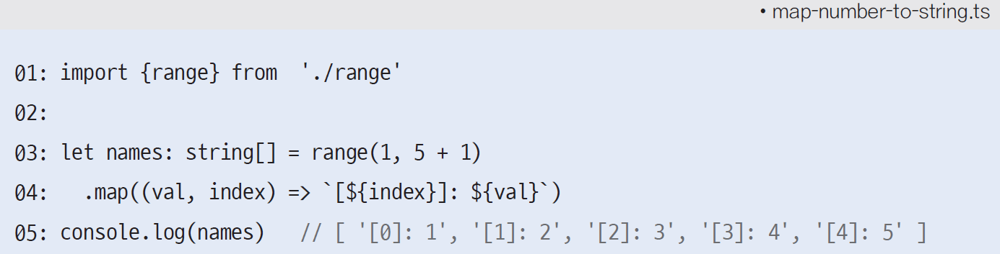 • map-number-to-string.ts
01: import {range} from  './range'
02:
03: let names: string[] = range(1, 5 + 1)
04:   .map((val, index) => `[${index}]: ${val}`)
05: console.log(names)   // [ '[0]: 1', '[1]: 2', '[2]: 3', '[3]: 4', '[4]: 5' ]